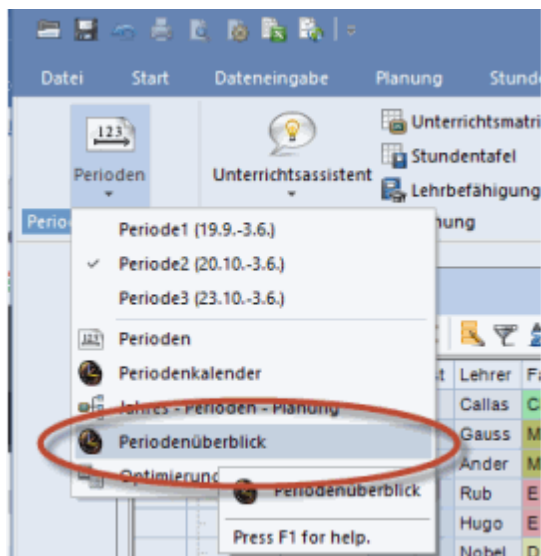 Datei Start Dateneingabe Planung Stund
Perioden
Unterrichtsassistent
Unterrichtsmatri
Stundentafel
Lehrbefähigung
Perio
nung
Periode1 (19.9.-3.6.)
Periode2 (20.10.-3.6.)
Periode3 (23.10.-3.6.)
Perioden
Periodenkalender
Jahres - Perioden - Planung
Periodenüberblick
Optimierung
Periodenüberblick
Press F1 for help.
t Lehrer Fa
Callas C
Gauss M
Ander M
Rub E
Hugo E
Nobel D